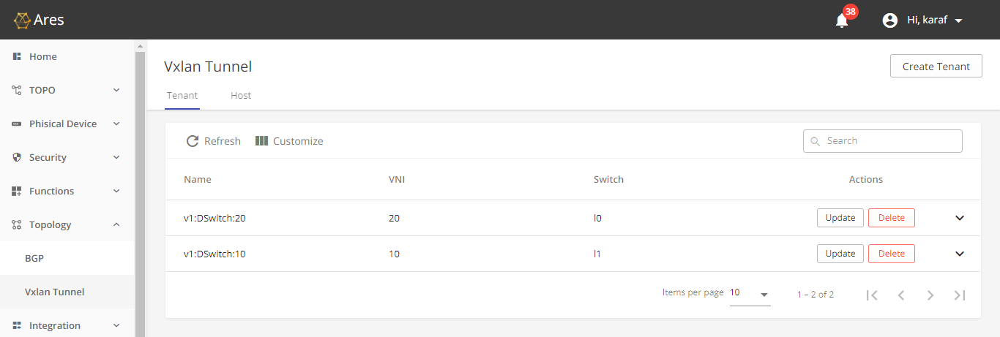 Ares
38
Hi, karaf
Home
TOPO
Phisical Device
Security
Functions
Topology
BGP
Vxlan Tunnel
Integration
Vxlan Tunnel
Create Tenant
Tenant Host
Refresh Customize
Search
Name VNI Switch Actions
v1:DSwitch:20 20 l0 Update Delete
v1:DSwitch:10 10 l1 Update Delete
Items per page 10 1 – 2 of 2